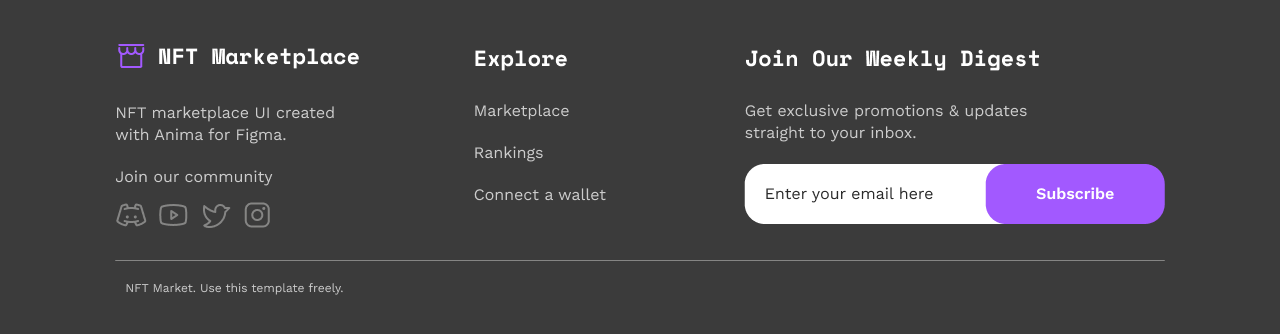 NFT Marketplace
NFT marketplace UI created
with Anima for Figma.
Join our community
Explore
Marketplace
Rankings
Connect a wallet
Join Our Weekly Digest
Get exclusive promotions & updates
straight to your inbox.
Enter your email here
Subscribe
NFT Market. Use this template freely.